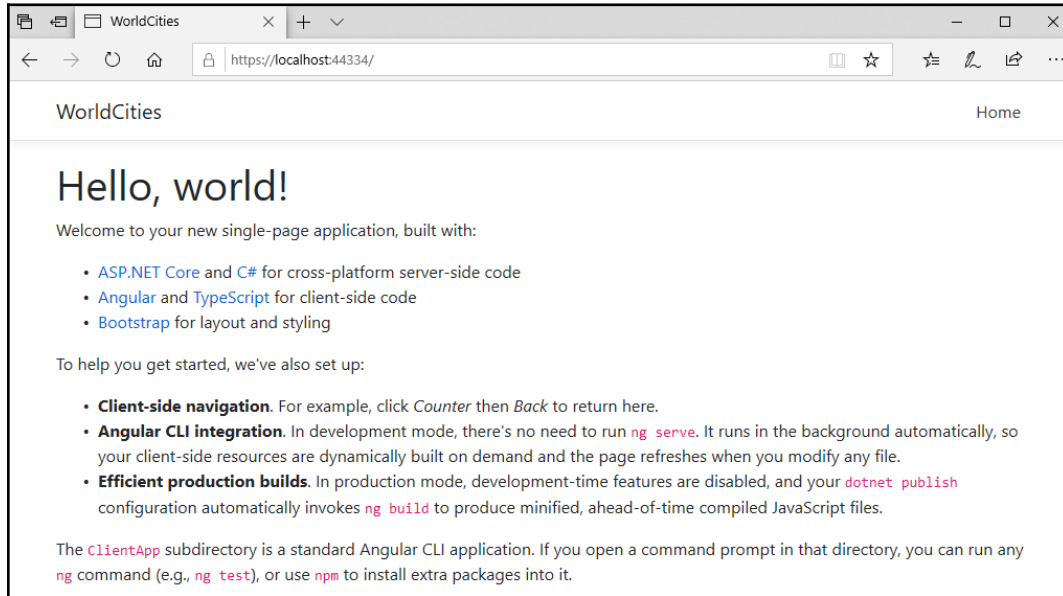 WorldCities
https://localhost:44334/
WorldCities Home
Hello, world!
Welcome to your new single-page application, built with:
• ASP.NET Core and C# for cross-platform server-side code
• Angular and TypeScript for client-side code
• Bootstrap for layout and styling
To help you get started, we've also set up:
• Client-side navigation. For example, click Counter then Back to return here.
• Angular CLI integration. In development mode, there's no need to run ng serve. It runs in the background automatically, so
your client-side resources are dynamically built on demand and the page refreshes when you modify any file.
• Efficient production builds. In production mode, development-time features are disabled, and your dotnet publish
configuration automatically invokes ng build to produce minified, ahead-of-time compiled JavaScript files.
The ClientApp subdirectory is a standard Angular CLI application. If you open a command prompt in that directory, you can run any
ng command (e.g., ng test), or use npm to install extra packages into it.